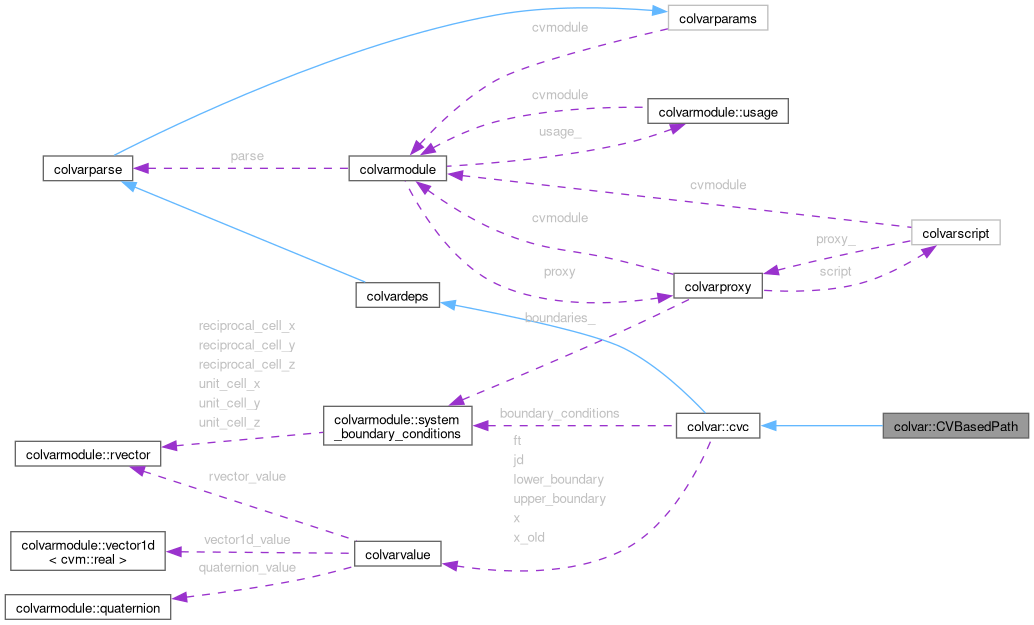 colvarparams
cvmodule
cvmodule
colvarmodule::usage
usage_
parse
colvarparse
colvarmodule
cvmodule
cvmodule
colvarscript
proxy_
proxy
script
colvarproxy
colvardeps
boundaries_
reciprocal_cell_x
reciprocal_cell_y
reciprocal_cell_z
unit_cell_x
unit_cell_y
unit_cell_z
colvarmodule::system
_boundary_conditions
boundary_conditions
colvar::cvc
colvar::CVBasedPath
ft
jd
lower_boundary
upper_boundary
x
x_old
colvarmodule::rvector
rvector_value
colvarmodule::vector1d
< cvm::real >
vector1d_value
colvarvalue
quaternion_value
colvarmodule::quaternion